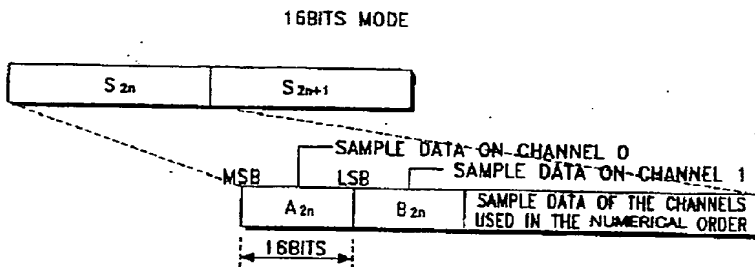 16BITS MODE
S2n S2n+1
SAMPLE DATA ON CHANNEL 0
MSB LSB SAMPLE DATA ON CHANNEL 1
A2n B2n SAMPLE DATA OF THE CHANNELS
USED IN THE NUMERICAL ORDER
16BITS